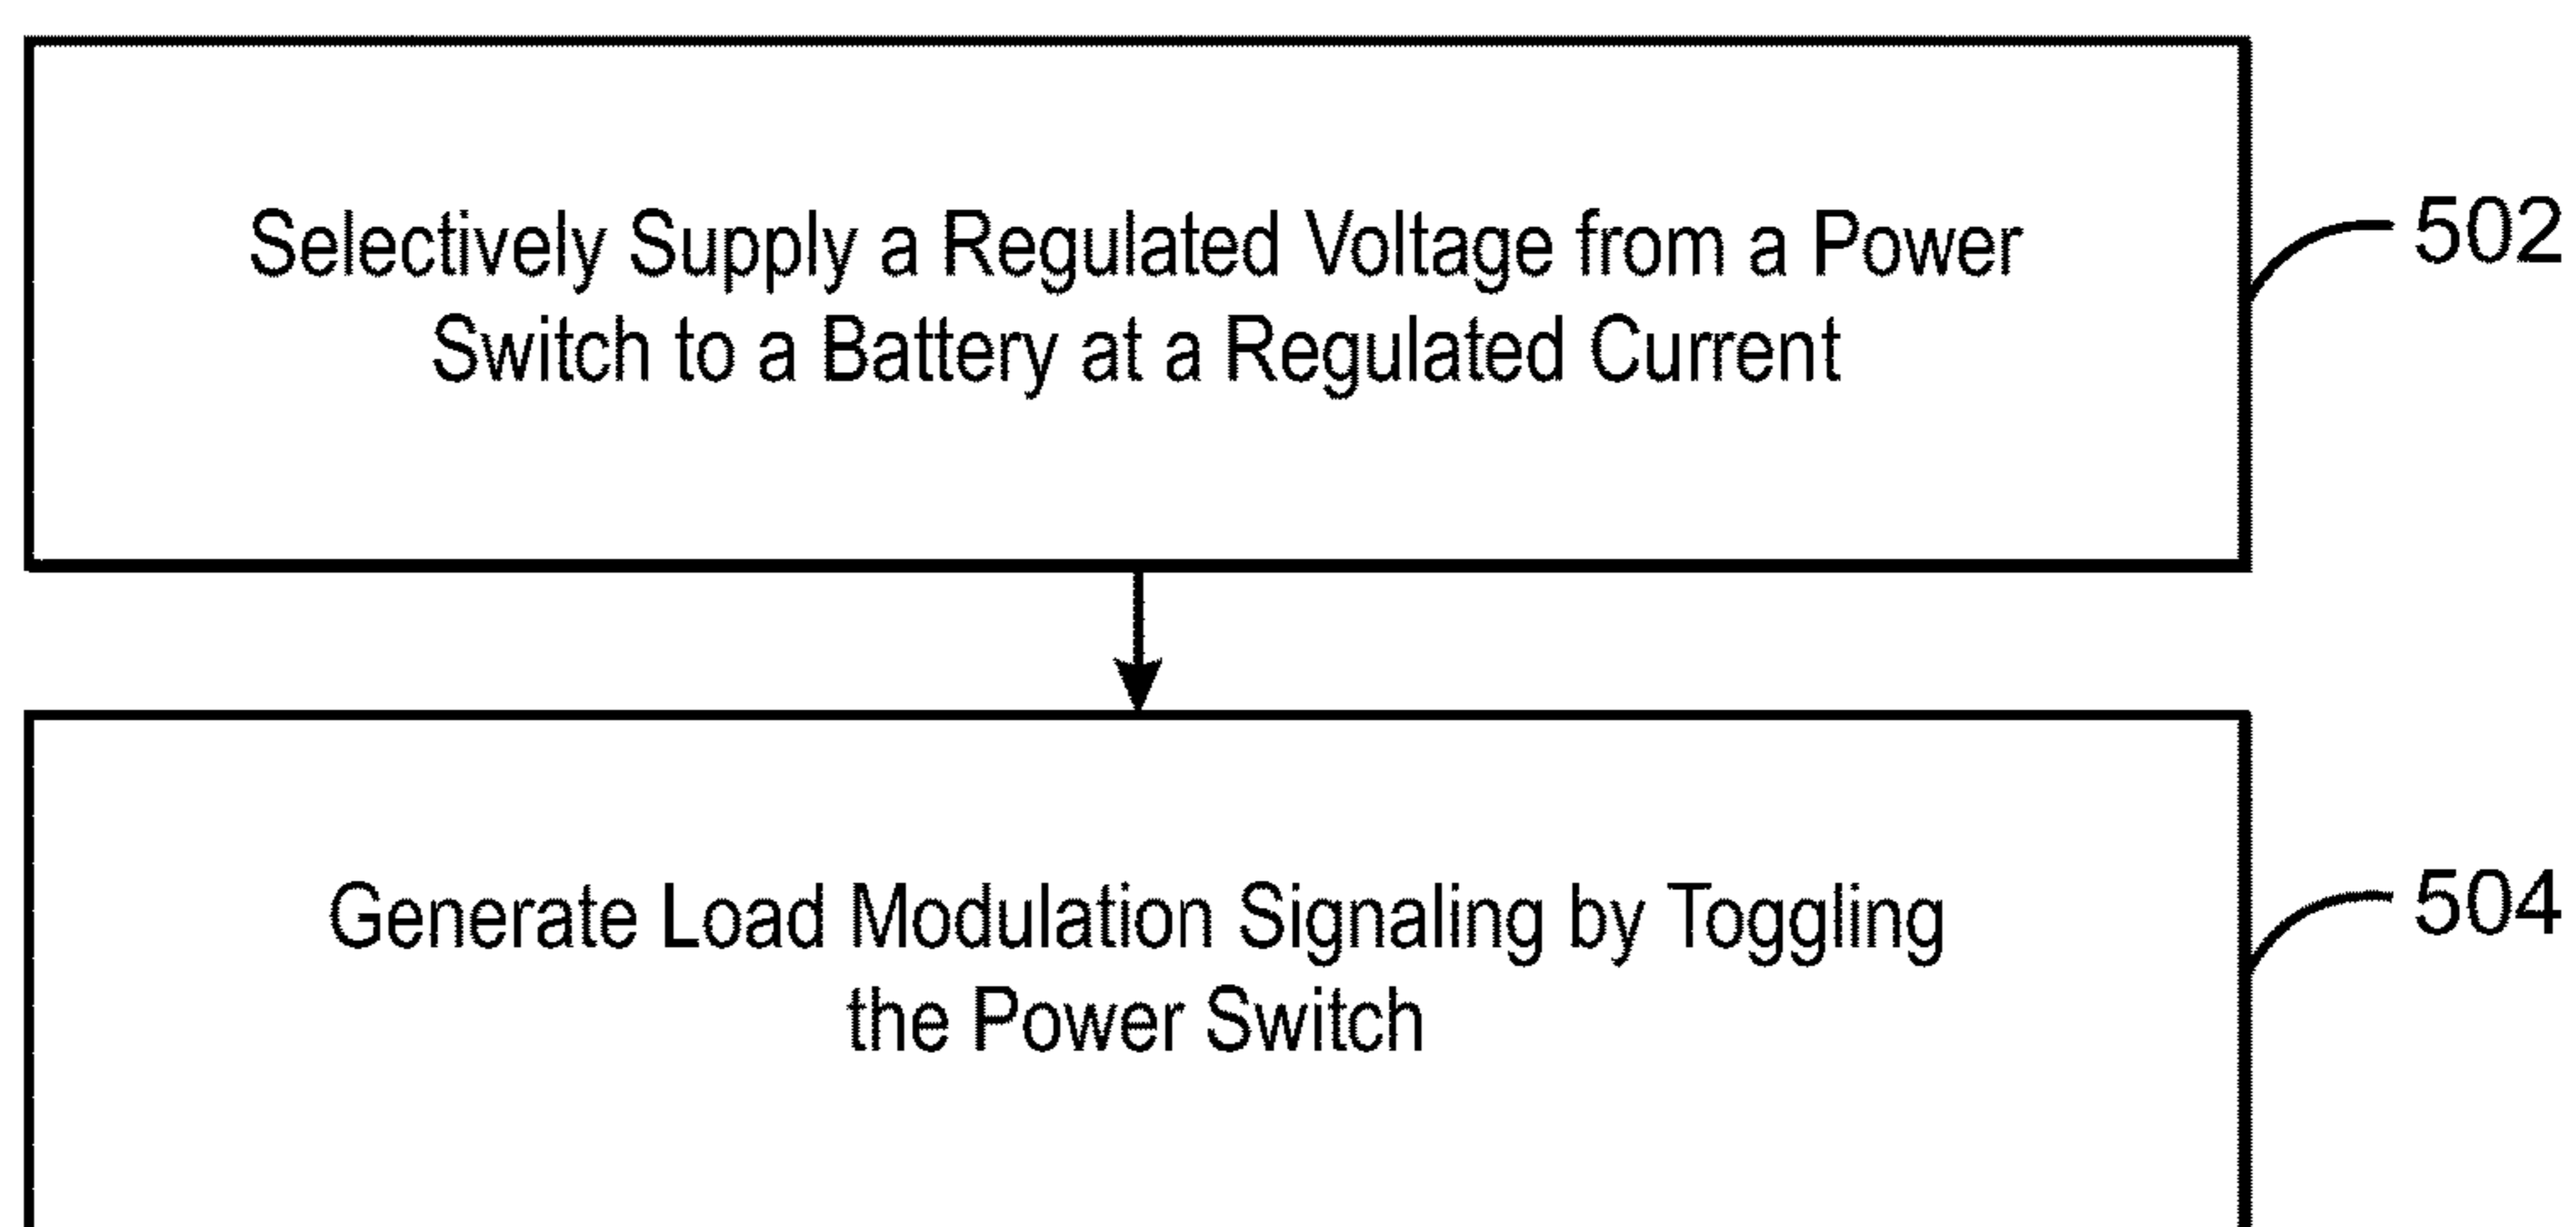 Selectively Supply a Regulated Voltage from a Power
Switch to a Battery at a Regulated Current
502
Generate Load Modulation Signaling by Toggling
the Power Switch
504